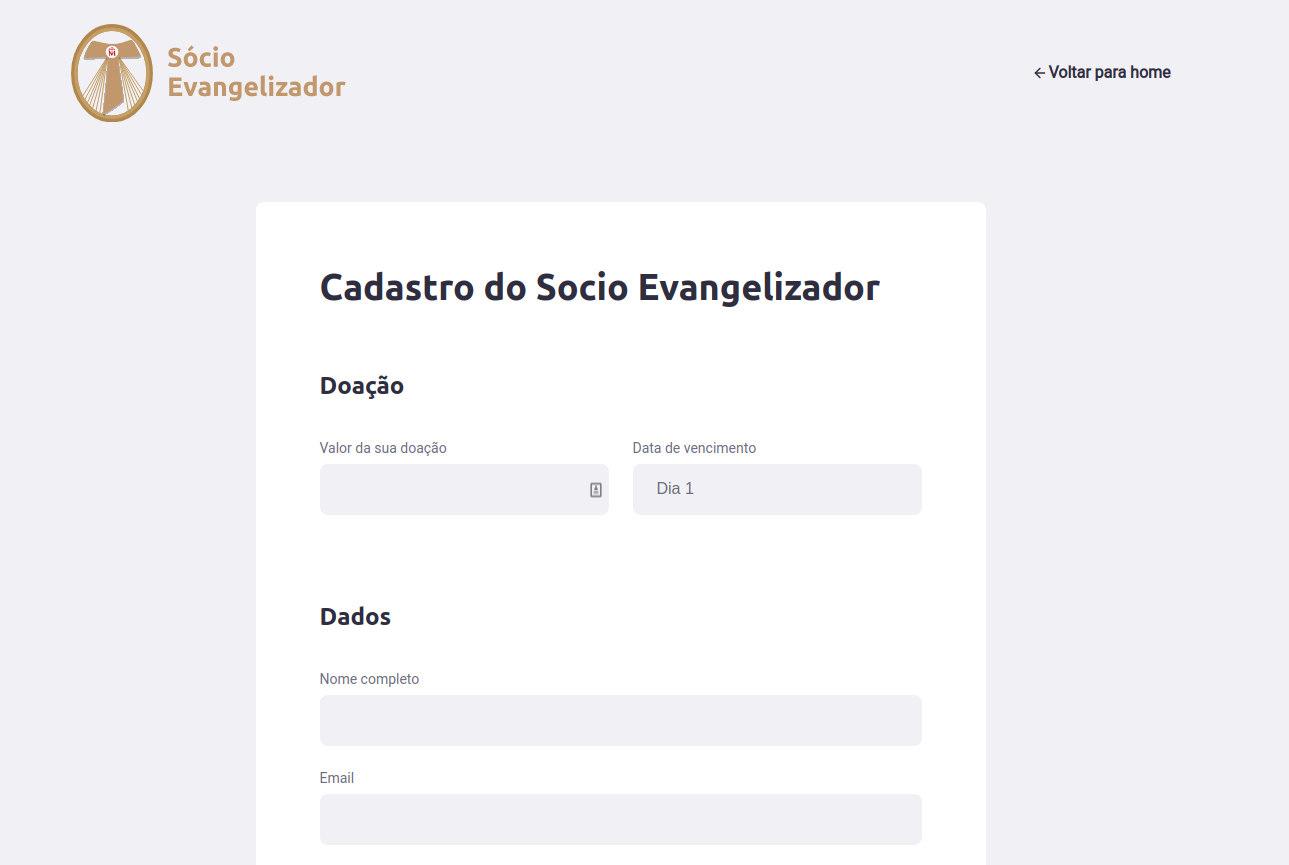 Sócio
Evangelizador
← Voltar para home
Cadastro do Socio Evangelizador
Doação
Valor da sua doação
Data de vencimento
Dia 1
Dados
Nome completo
Email